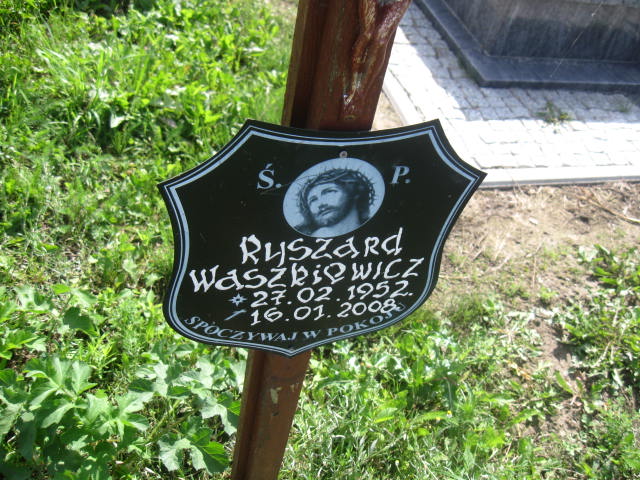 Ś. P.
Ryszard
Waszkiewicz
* 27.02.1952.
† 16.01.2008.
SPOCZYWAJ W POKOJU